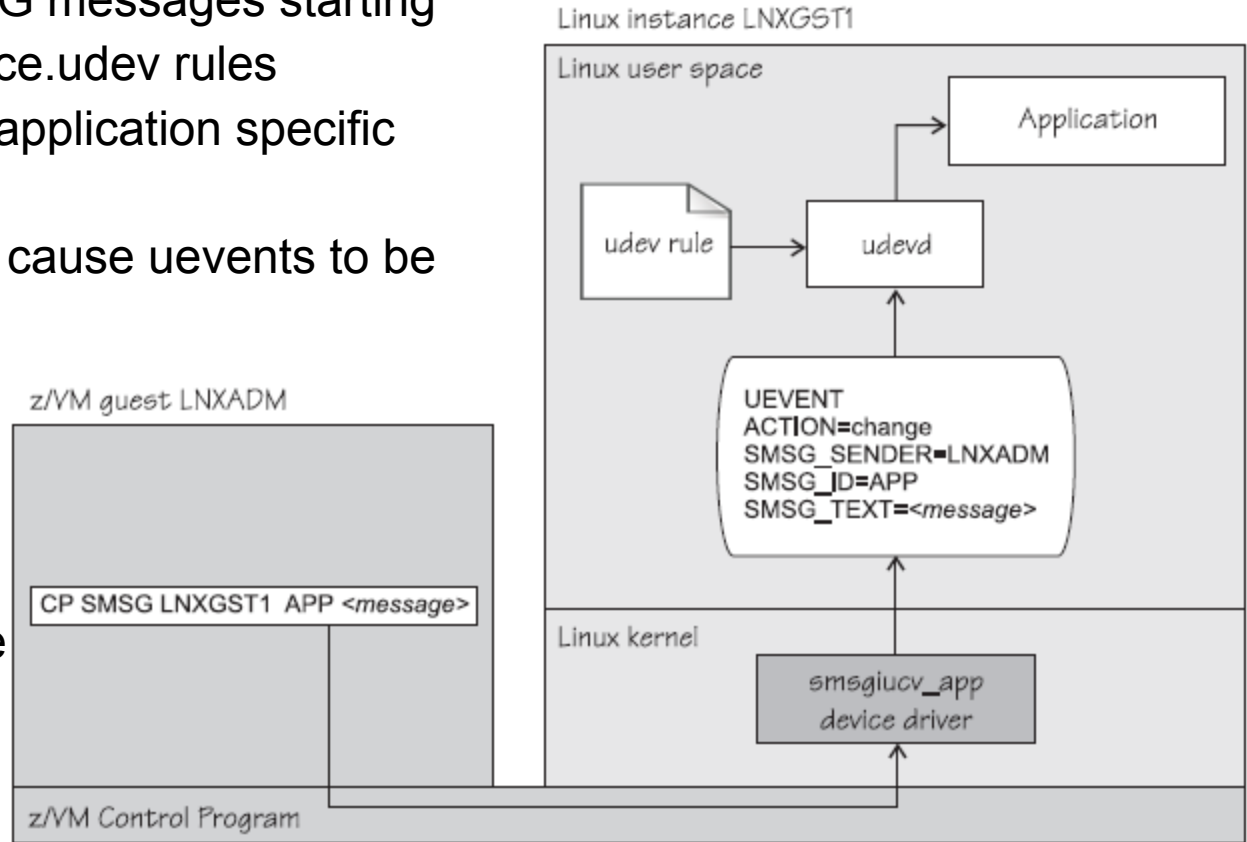 G messages starting
ce.udev rules
application specific
cause uevents to be
e
Linux instance LNXGST1
Linux user space
Application
udev rule
udevd
UEVENT
ACTION=change
SMSG_SENDER=LNXADM
SMSG_ID=APP
SMSG_TEXT=<message>
z/VM guest LNXADM
CP SMSG LNXGST1 APP <message>
Linux kernel
smsgiucv_app
device driver
z/VM Control Program